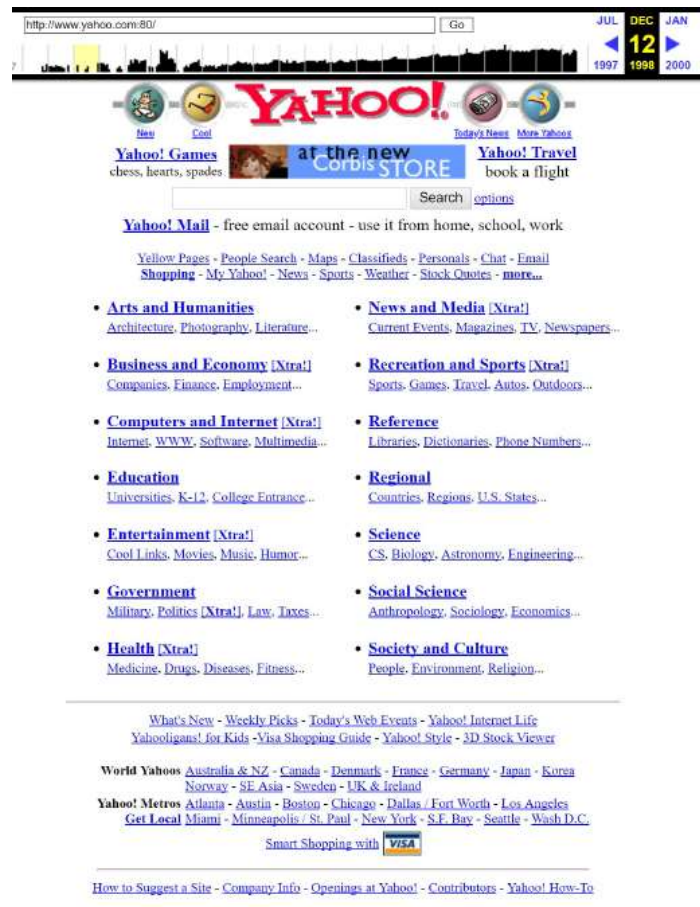 http://www.yahoo.com:80/ Go JUL DEC JAN
12
1997 1998 2000
YAHOO!
New Cool Today's News More Yahoos
Yahoo! Games at the new Yahoo! Travel
chess, hearts, spades Corbis STORE book a flight
Search options
Yahoo! Mail - free email account - use it from home, school, work
Yellow Pages - People Search - Maps - Classifieds - Personals - Chat - Email
Shopping - My Yahoo! - News - Sports - Weather - Stock Quotes - more...
• Arts and Humanities
Architecture, Photography, Literature...
• News and Media [Xtra!]
Current Events, Magazines, TV, Newspapers...
• Business and Economy [Xtra!]
Companies, Finance, Employment...
• Recreation and Sports [Xtra!]
Sports, Games, Travel, Autos, Outdoors...
• Computers and Internet [Xtra!]
Internet, WWW, Software, Multimedia...
• Reference
Libraries, Dictionaries, Phone Numbers...
• Education
Universities, K-12, College Entrance...
• Regional
Countries, Regions, U.S. States...
• Entertainment [Xtra!]
Cool Links, Movies, Music, Humor...
• Science
CS, Biology, Astronomy, Engineering...
• Government
Military, Politics [Xtra!], Law, Taxes...
• Social Science
Anthropology, Sociology, Economics...
• Health [Xtra!]
Medicine, Drugs, Diseases, Fitness...
• Society and Culture
People, Environment, Religion...
What's New - Weekly Picks - Today's Web Events - Yahoo! Internet Life
Yahooligans! for Kids -Visa Shopping Guide - Yahoo! Style - 3D Stock Viewer
World Yahoos Australia & NZ - Canada - Denmark - France - Germany - Japan - Korea
Norway - SE Asia - Sweden - UK & Ireland
Yahoo! Metros Atlanta - Austin - Boston - Chicago - Dallas / Fort Worth - Los Angeles
Get Local Miami - Minneapolis / St. Paul - New York - S.F. Bay - Seattle - Wash D.C.
Smart Shopping with VISA
How to Suggest a Site - Company Info - Openings at Yahoo! - Contributors - Yahoo! How-To